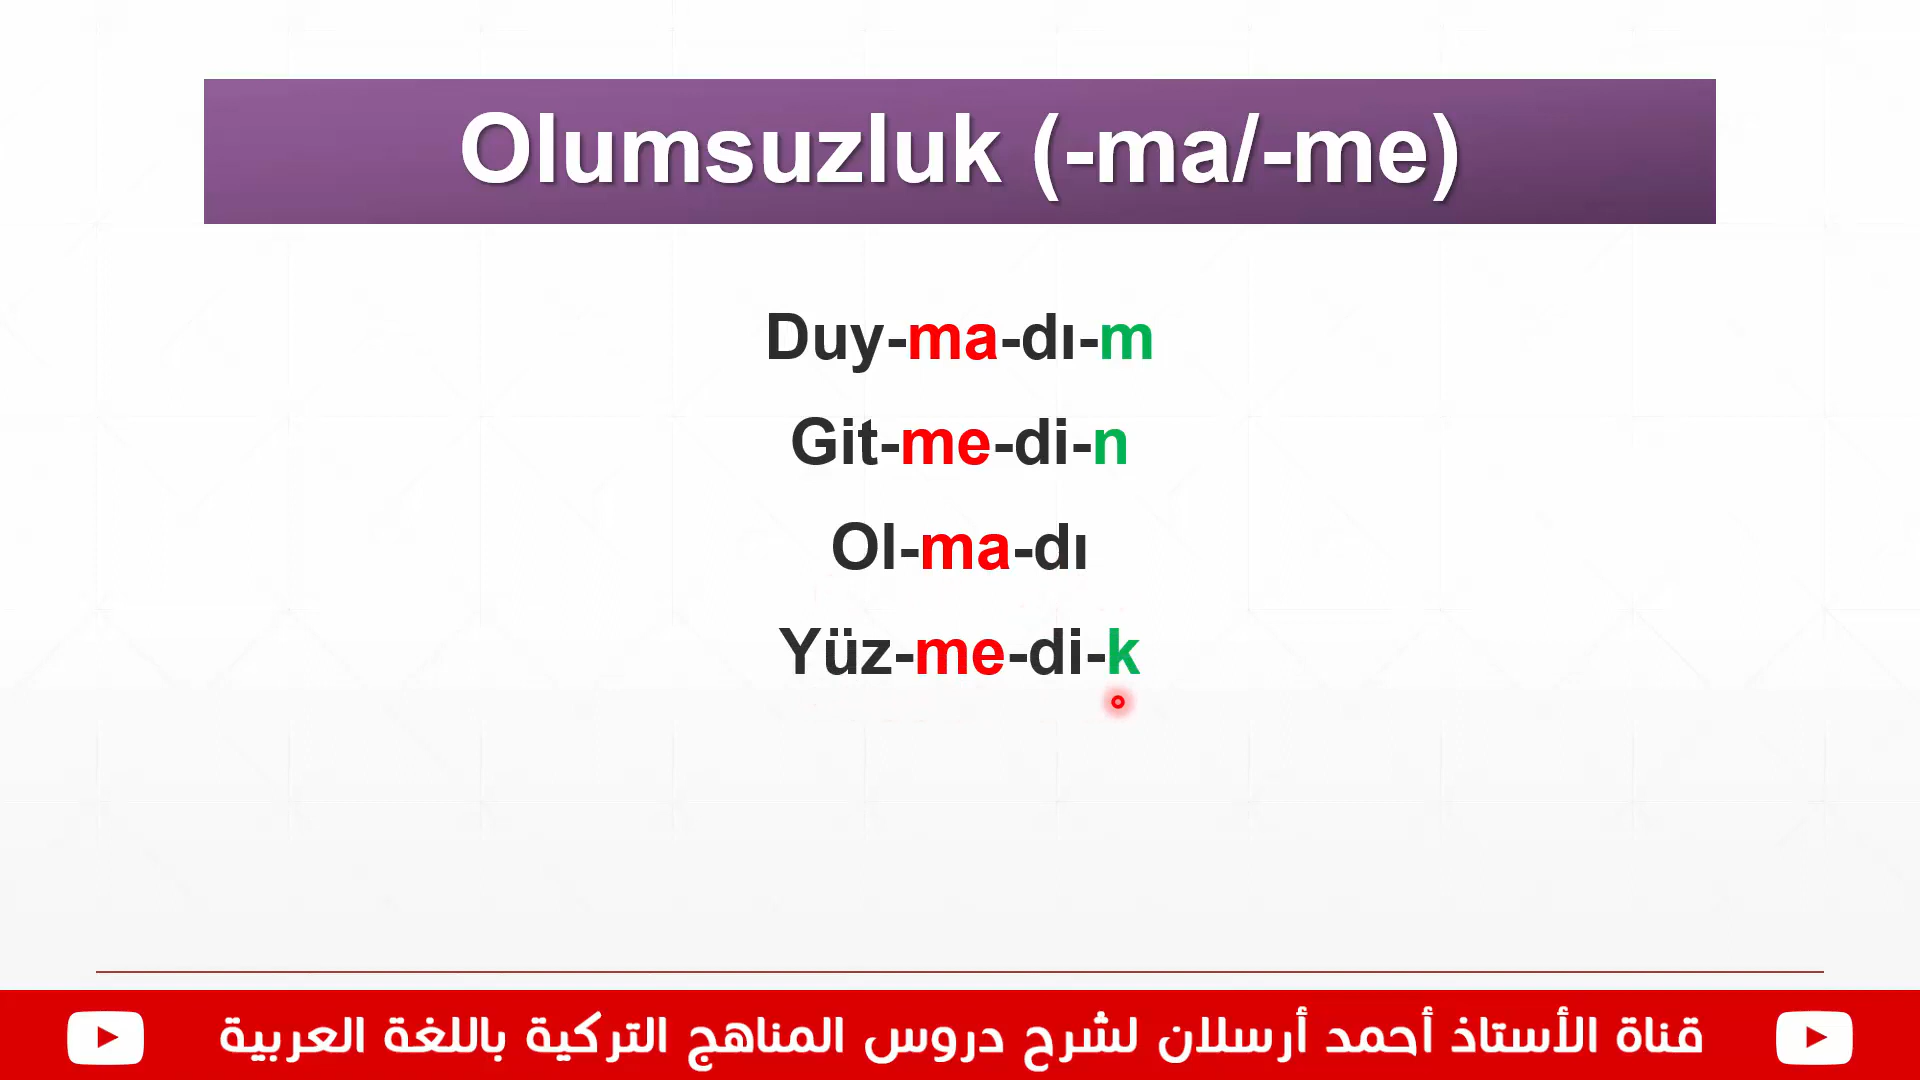 Olumsuzluk (-ma/-me)
Duy-ma-dı-m
Git-me-di-n
Ol-ma-dı
Yüz-me-di-k
قناة الأستاذ أحمد أرسلان لشرح دروس المناهج التركية باللغة العربية